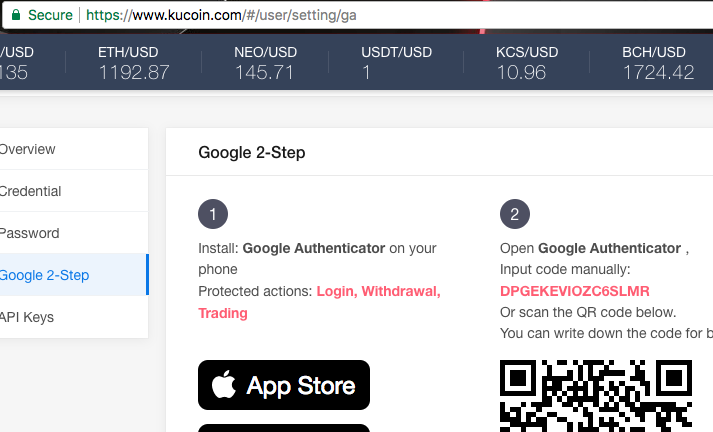 Secure https://www.kucoin.com/#/user/setting/ga
/USD ETH/USD NEO/USD USDT/USD KCS/USD BCH/USD
135 1192.87 145.71 1 10.96 1724.42
Overview
Credential
Password
Google 2-Step
API Keys
Google 2-Step
1
Install: Google Authenticator on your
phone
Protected actions: Login, Withdrawal,
Trading
App Store
2
Open Google Authenticator ,
Input code manually:
DPGEKEVIOZC6SLMR
Or scan the QR code below.
You can write down the code for b